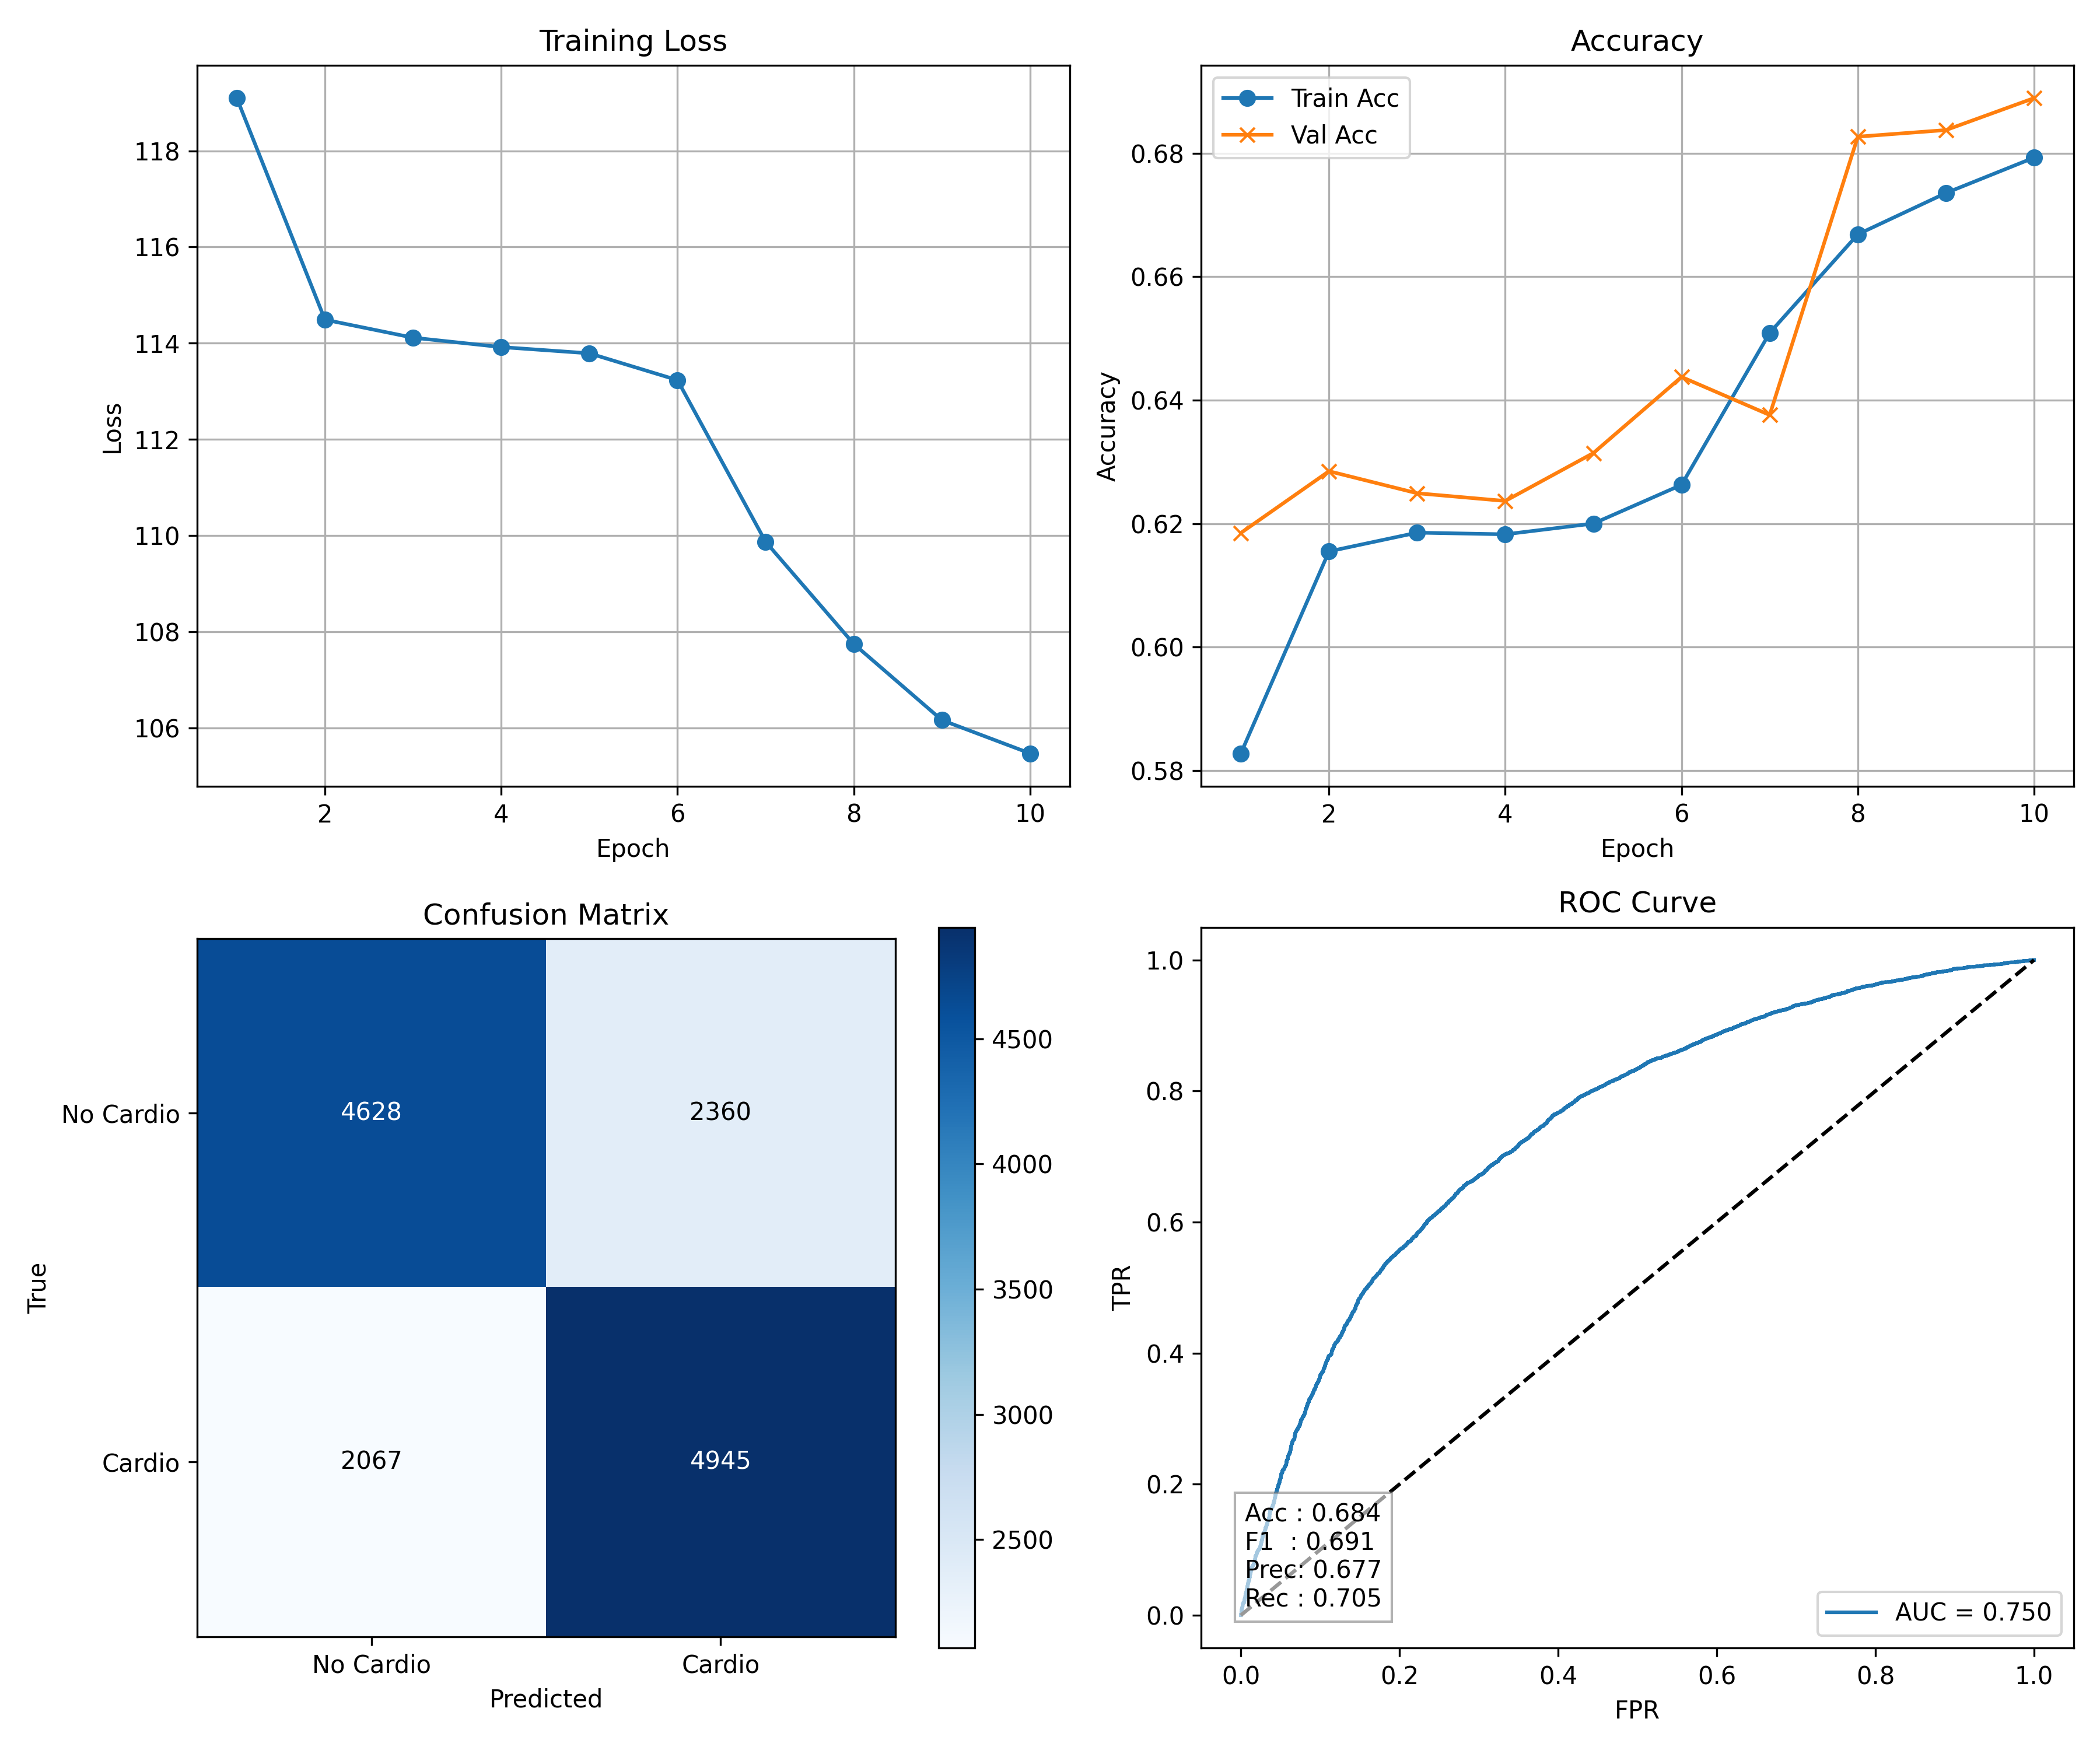 Training Loss
118
116
114
112
110
108
106
Loss
2 4 6 8 10
Epoch
Accuracy
Train Acc
Val Acc
0.68
0.66
0.64
0.62
0.60
0.58
Accuracy
2 4 6 8 10
Epoch
Confusion Matrix
No Cardio 4628 2360
Cardio 2067 4945
True
No Cardio Cardio
Predicted
4500
4000
3500
3000
2500
ROC Curve
1.0
0.8
0.6
0.4
0.2
0.0
TPR
Acc : 0.684
F1 : 0.691
Prec: 0.677
Rec : 0.705
AUC = 0.750
0.0 0.2 0.4 0.6 0.8 1.0
FPR